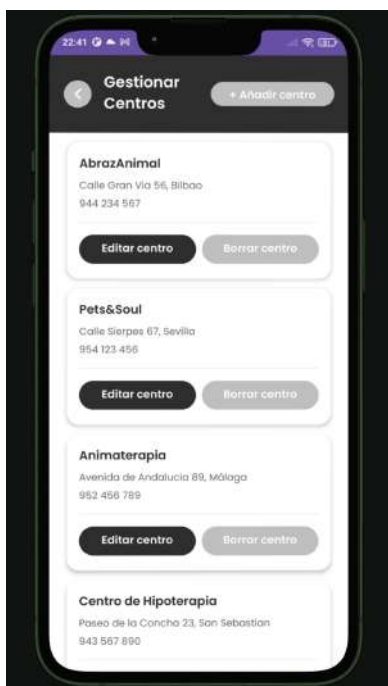 22:41
Gestionar
Centros
+ Añadir centro
AbrazAnimal
Calle Gran Via 56, Bilbao
944 234 567
Editar centro
Borrar centro
Pets&Soul
Calle Sierpes 67, Sevilla
954 123 456
Editar centro
Borrar centro
Animaterapia
Avenida de Andalucia 89, Málaga
952 456 789
Editar centro
Borrar centro
Centro de Hipoterapia
Paseo de la Concha 23, San Sebastian
943 567 890